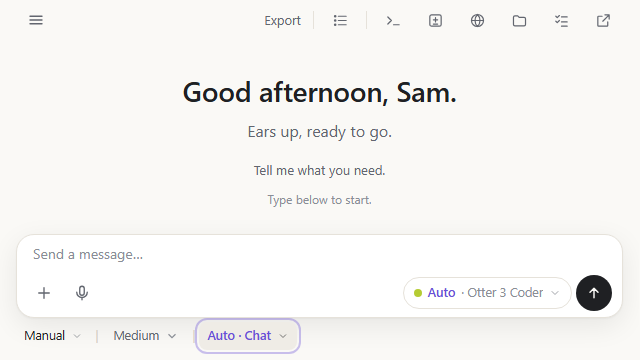 Export
Good afternoon, Sam.
Ears up, ready to go.
Tell me what you need.
Type below to start.
Send a message...
Auto · Otter 3 Coder
Manual Medium Auto · Chat